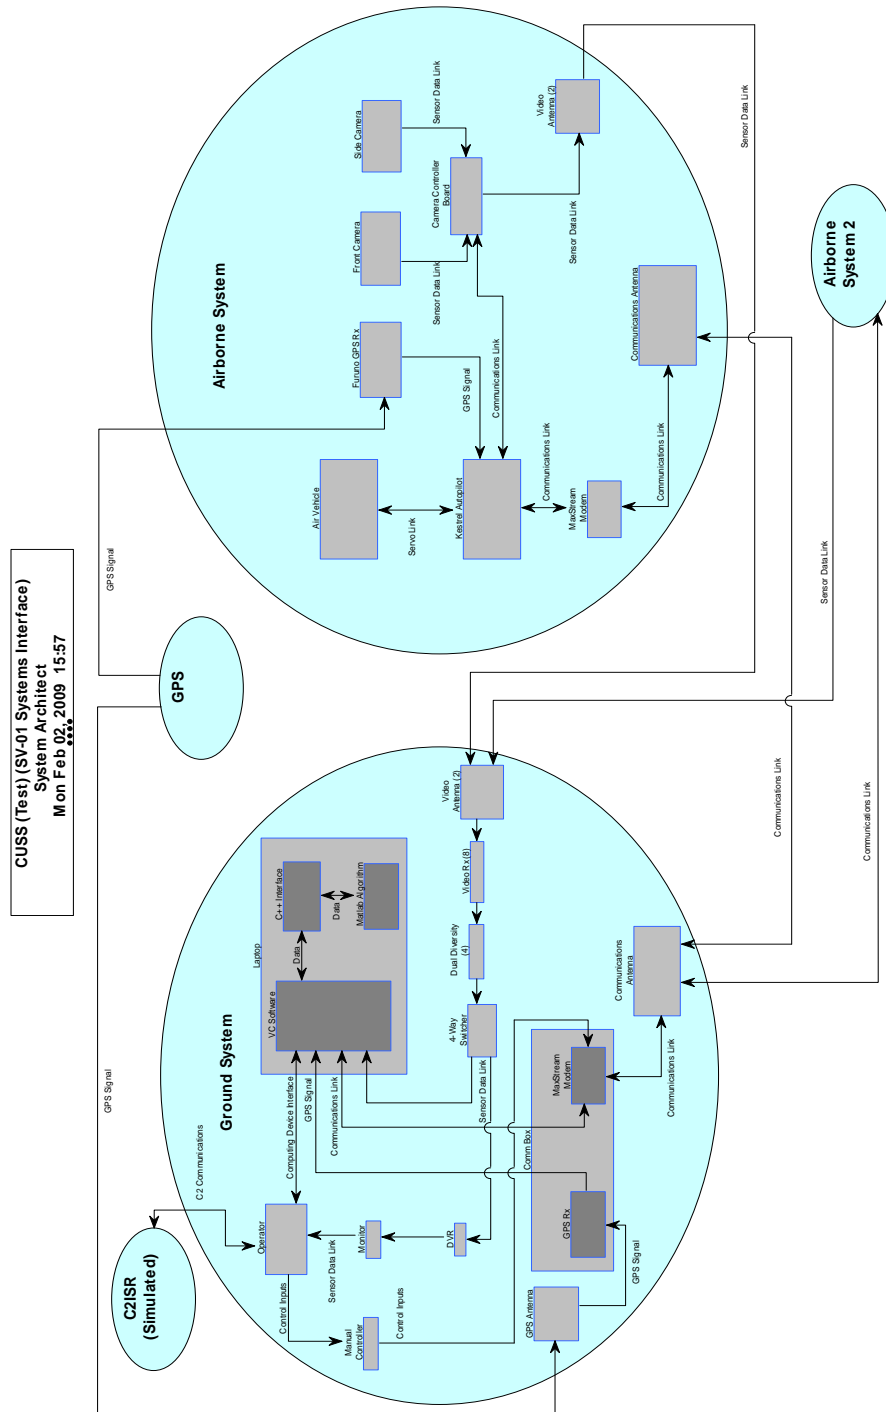 CUSS (Test) (SV-01 Systems Interface)
System Architect
Mon Feb 02, 2009 15:57
C2ISR
(Simulated)
GPS
Airborne
System 2
GPS Signal
GPS Signal
C2 Communications
Ground System
Operator
Control Inputs
Manual
Controller
Control Inputs
Sensor Data Link
Monitor
DVR
Computing Device Interface
GPS Signal
Communications Link
Sensor Data Link
Laptop
VC Software
Data
C++ Interface
Data
Matlab Algorithm
4-Way
Switcher
Dual Diversity
(4)
Video Rx(8)
Video
Antenna (2)
GPS Antenna
GPS Signal
Comm Box
GPS Rx
MaxStream
Modem
Communications Link
Communications
Antenna
Airborne System
Air Vehicle
Servo Link
Kestrel Autopilot
Furuno GPS Rx
GPS Signal
Communications Link
Front Camera
Sensor Data Link
Side Camera
Sensor Data Link
Camera Controller
Board
Sensor Data Link
Video
Antenna (2)
Communications Link
MaxStream
Modem
Communications Link
Communications Antenna
Sensor Data Link
Sensor Data Link
Communications Link
Communications Link